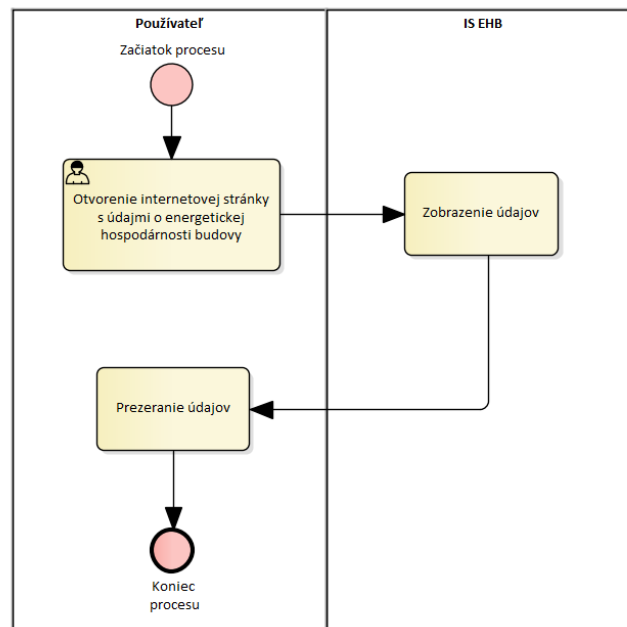 Používateľ
IS EHB
Začiatok procesu
Otvorenie internetovej stránky
s údajmi o energetickej
hospodárnosti budovy
Zobrazenie údajov
Prezeranie údajov
Koniec
procesu